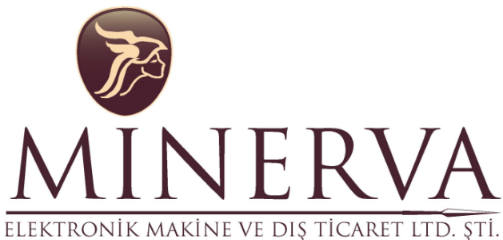 MINERVA
ELEKTRONİK MAKİNE VE DIŞ TİCARET LTD. ŞTİ.